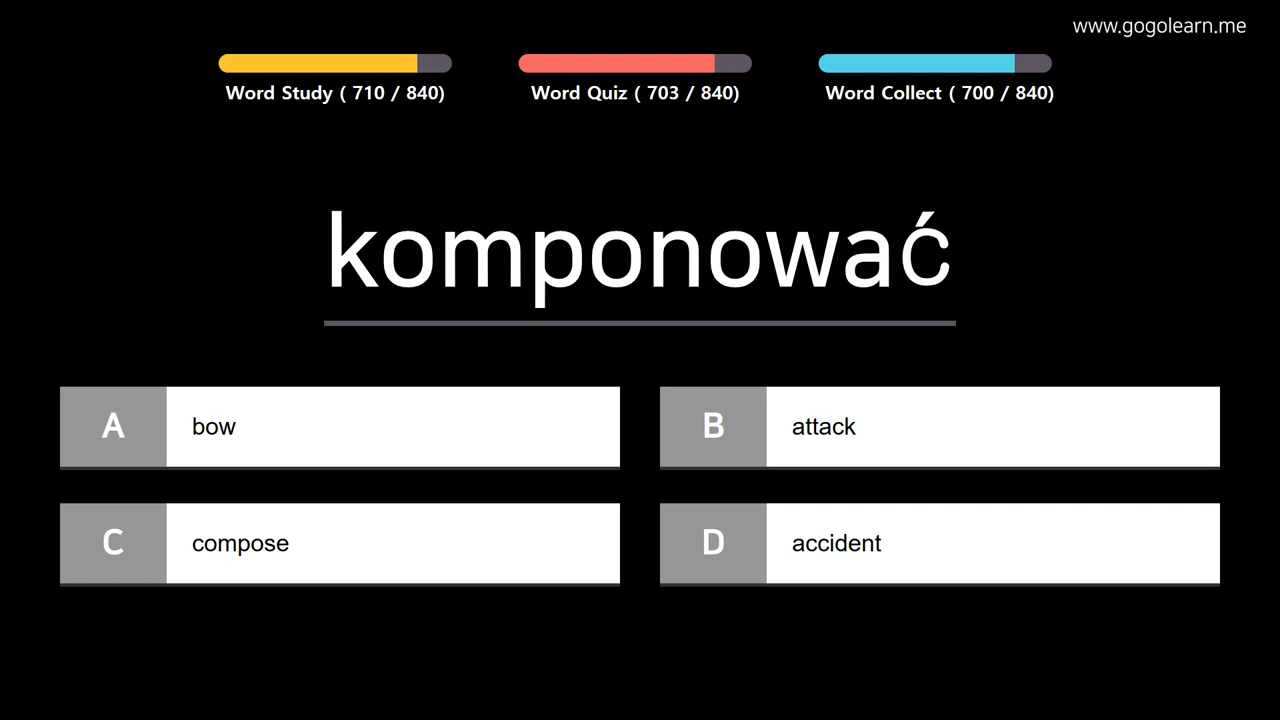 www.gogolearn.me
Word Study ( 710 / 840)
Word Quiz ( 703 / 840)
Word Collect ( 700 / 840)
komponować
A bow
B attack
C compose
D accident